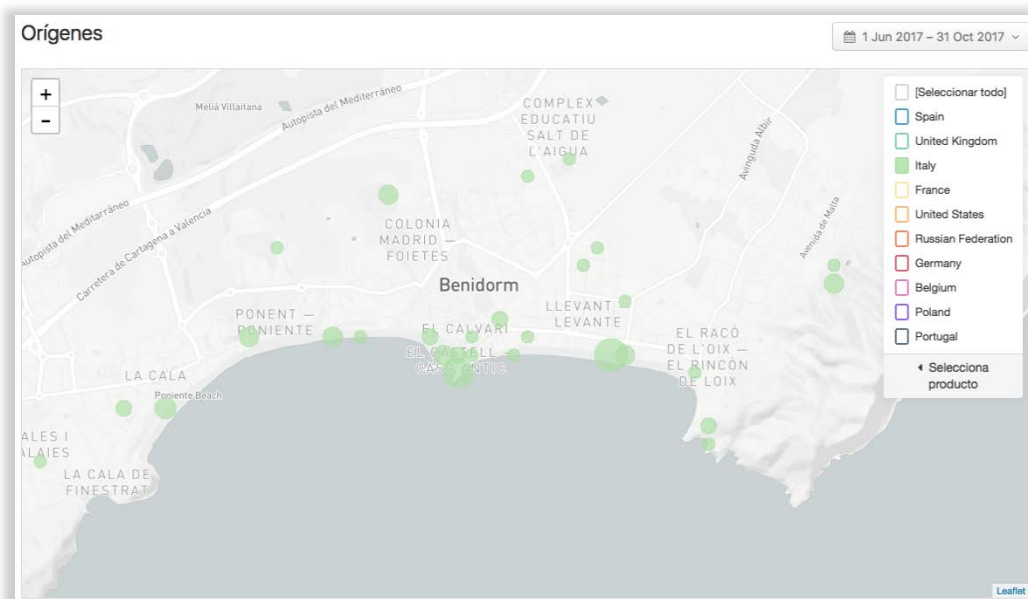 Orígenes
1 Jun 2017 – 31 Oct 2017
+
-
Meliá Villaitana
Autopista del Mediterráneo
COMPLEX
EDUCATIU
SALT DE
L'AIGUA
Avinguda Albir
Avenida de Malta
Autopista del Meditarráneo
Carretera de Cartagena a Valencia
COLONIA
MADRID —
FOIETES
Benidorm
PONENT —
PONIENTE
EL CALVARI
EL CASTELL —
CASC ANTIC
LLEVANT —
LEVANTE
EL RACÓ
DE L'OIX —
EL RINCÓN
DE LOIX
LA CALA
Poniente Beach
ALES I
ALAIES
LA CALA DE
FINESTRAT
[Seleccionar todo]
Spain
United Kingdom
Italy
France
United States
Russian Federation
Germany
Belgium
Poland
Portugal
Selecciona
producto
Leaflet